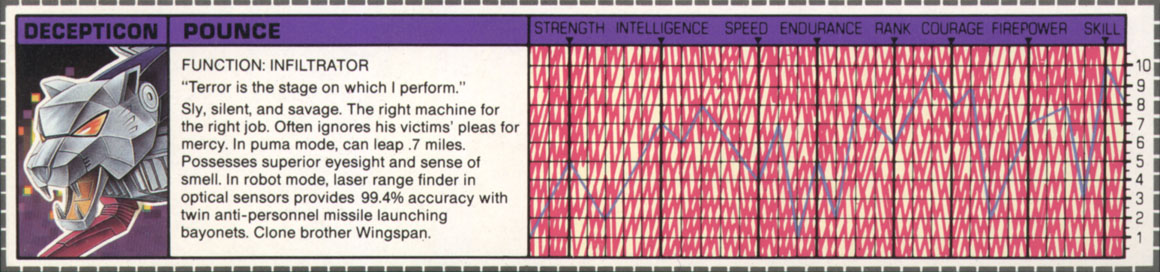 DECEPTICON
POUNCE
FUNCTION: INFILTRATOR
“Terror is the stage on which I perform.”
Sly, silent, and savage. The right machine for
the right job. Often ignores his victims’ pleas for
mercy. In puma mode, can leap .7 miles.
Possesses superior eyesight and sense of
smell. In robot mode, laser range finder in
optical sensors provides 99.4% accuracy with
twin anti-personnel missile launching
bayonets. Clone brother Wingspan.
STRENGTH INTELLIGENCE SPEED ENDURANCE RANK COURAGE FIREPOWER SKILL
10
9
8
7
6
5
4
3
2
1